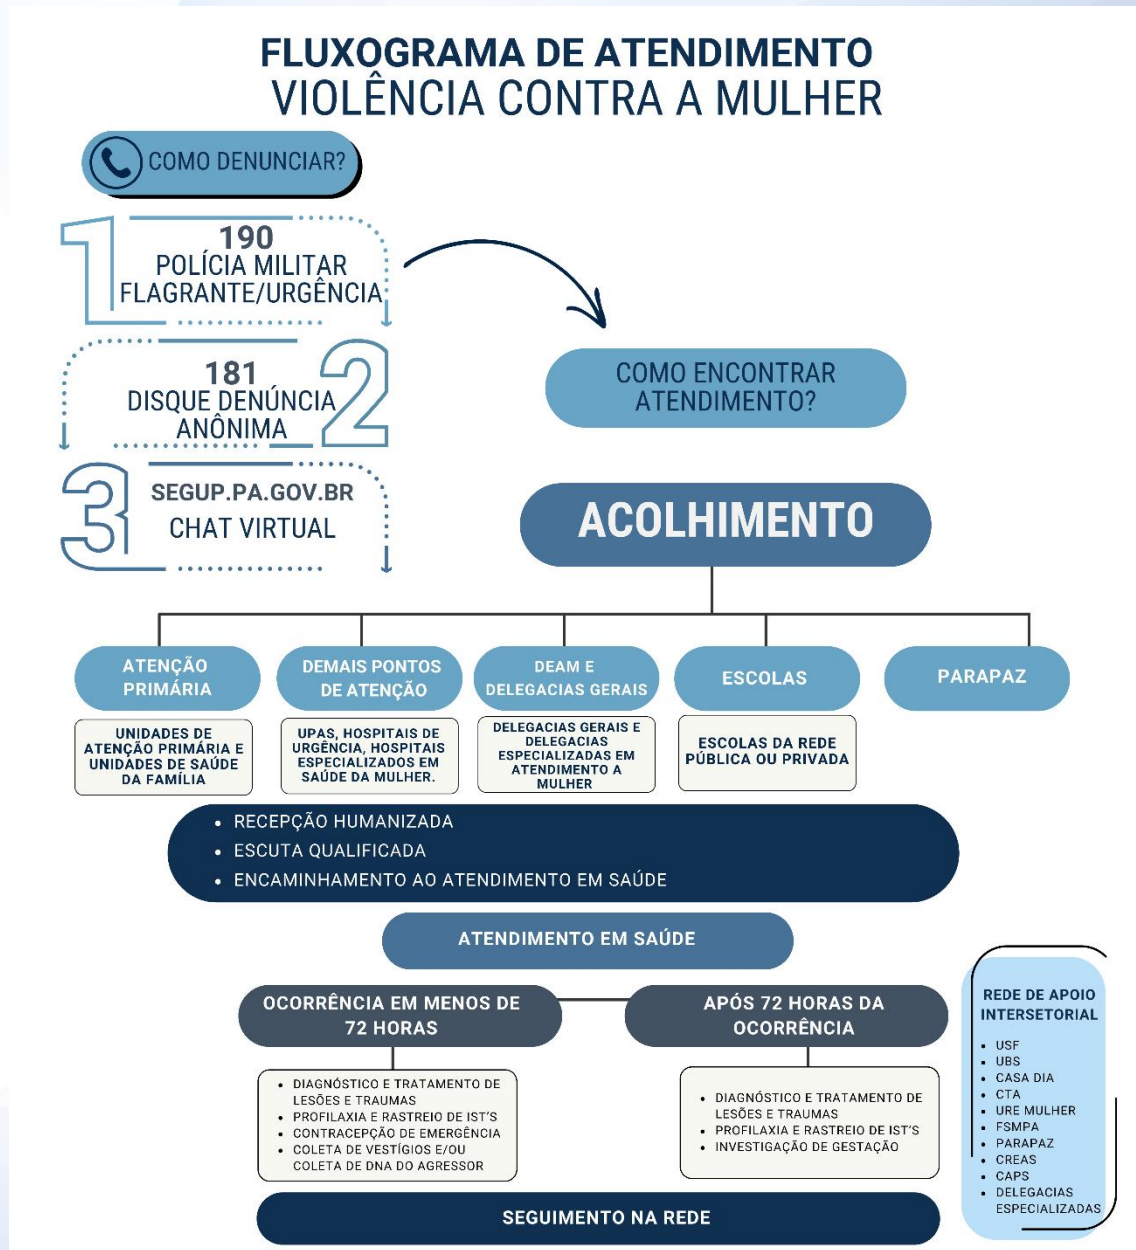 FLUXOGRAMA DE ATENDIMENTO
VIOLÊNCIA CONTRA A MULHER
COMO DENUNCIAR?
1
190
POLÍCIA MILITAR
FLAGRANTE/URGÊNCIA
2
181
DISQUE DENÚNCIA
ANÔNIMA
3
SEGUP.PA.GOV.BR
CHAT VIRTUAL
COMO ENCONTRAR
ATENDIMENTO?
ACOLHIMENTO
ATENÇÃO
PRIMÁRIA
UNIDADES DE
ATENÇÃO PRIMÁRIA E
UNIDADES DE SAÚDE
DA FAMÍLIA
DEMAIS PONTOS
DE ATENÇÃO
UPAS, HOSPITAIS DE
URGÊNCIA, HOSPITAIS
ESPECIALIZADOS EM
SAÚDE DA MULHER.
DEAM E
DELEGACIAS GERAIS
DELEGACIAS GERAIS E
DELEGACIAS
ESPECIALIZADAS EM
ATENDIMENTO A
MULHER
ESCOLAS
ESCOLAS DA REDE
PÚBLICA OU PRIVADA
PARAPAZ
• RECEPÇÃO HUMANIZADA
• ESCUTA QUALIFICADA
• ENCAMINHAMENTO AO ATENDIMENTO EM SAÚDE
ATENDIMENTO EM SAÚDE
OCORRÊNCIA EM MENOS DE
72 HORAS
• DIAGNÓSTICO E TRATAMENTO DE
LESÕES E TRAUMAS
• PROFILAXIA E RASTREIO DE IST'S
• CONTRACEPÇÃO DE EMERGÊNCIA
• COLETA DE VESTÍGIOS E/OU
COLETA DE DNA DO AGRESSOR
APÓS 72 HORAS DA
OCORRÊNCIA
• DIAGNÓSTICO E TRATAMENTO DE
LESÕES E TRAUMAS
• PROFILAXIA E RASTREIO DE IST'S
• INVESTIGAÇÃO DE GESTAÇÃO
SEGUIMENTO NA REDE
REDE DE APOIO
INTERSETORIAL
• USF
• UBS
• CASA DIA
• CTA
• URE MULHER
• FSMPA
• PARAPAZ
• CREAS
• CAPS
• DELEGACIAS
ESPECIALIZADAS